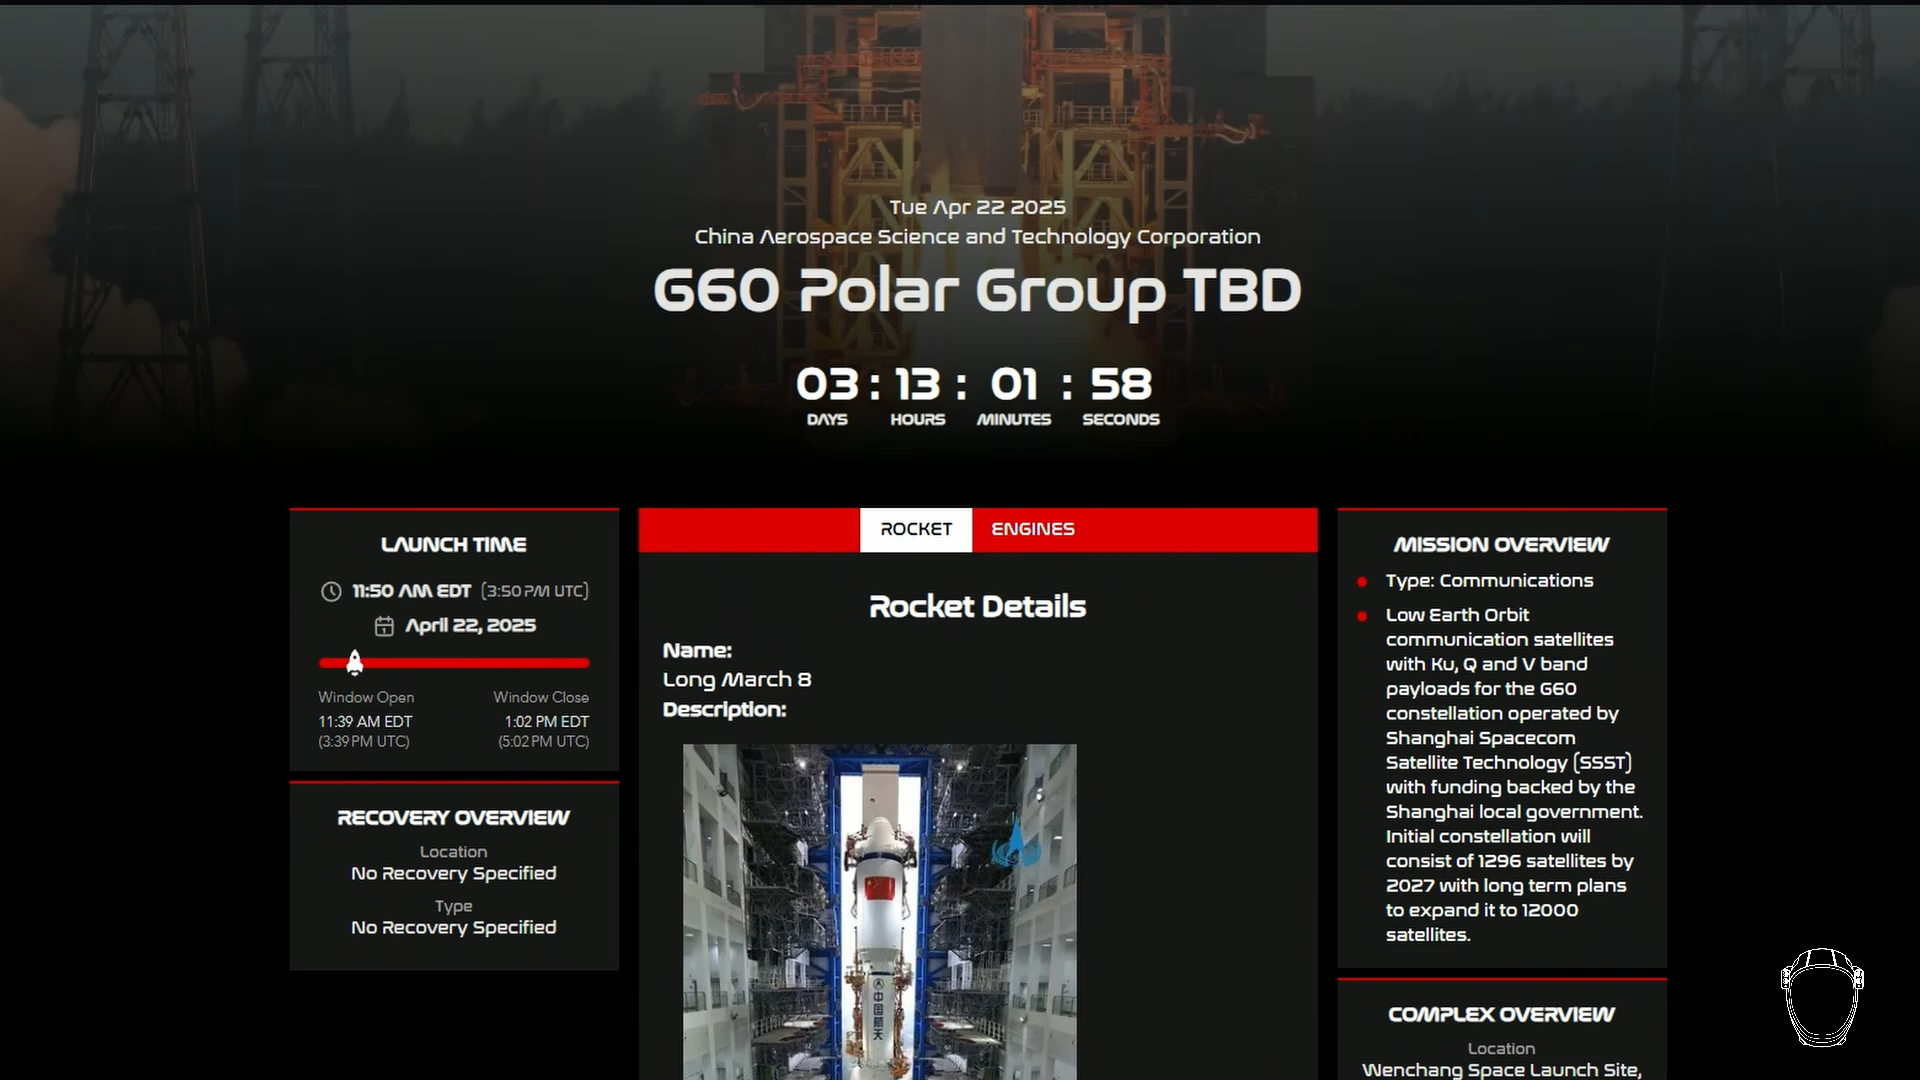 Tue Apr 22 2025
China Aerospace Science and Technology Corporation
G60 Polar Group TBD
03 : 13 : 01 : 58
DAYS HOURS MINUTES SECONDS
LAUNCH TIME
11:50 AM EDT (3:50 PM UTC)
April 22, 2025
Window Open Window Close
11:39 AM EDT 1:02 PM EDT
(3:39 PM UTC) (5:02 PM UTC)
RECOVERY OVERVIEW
Location
No Recovery Specified
Type
No Recovery Specified
ROCKET ENGINES
Rocket Details
Name:
Long March 8
Description:
中国航天
MISSION OVERVIEW
Type: Communications
Low Earth Orbit
communication satellites
with Ku, Q and V band
payloads for the G60
constellation operated by
Shanghai Spacecom
Satellite Technology (SSST)
with funding backed by the
Shanghai local government.
Initial constellation will
consist of 1296 satellites by
2027 with long term plans
to expand it to 12000
satellites.
COMPLEX OVERVIEW
Location
Wenchang Space Launch Site,